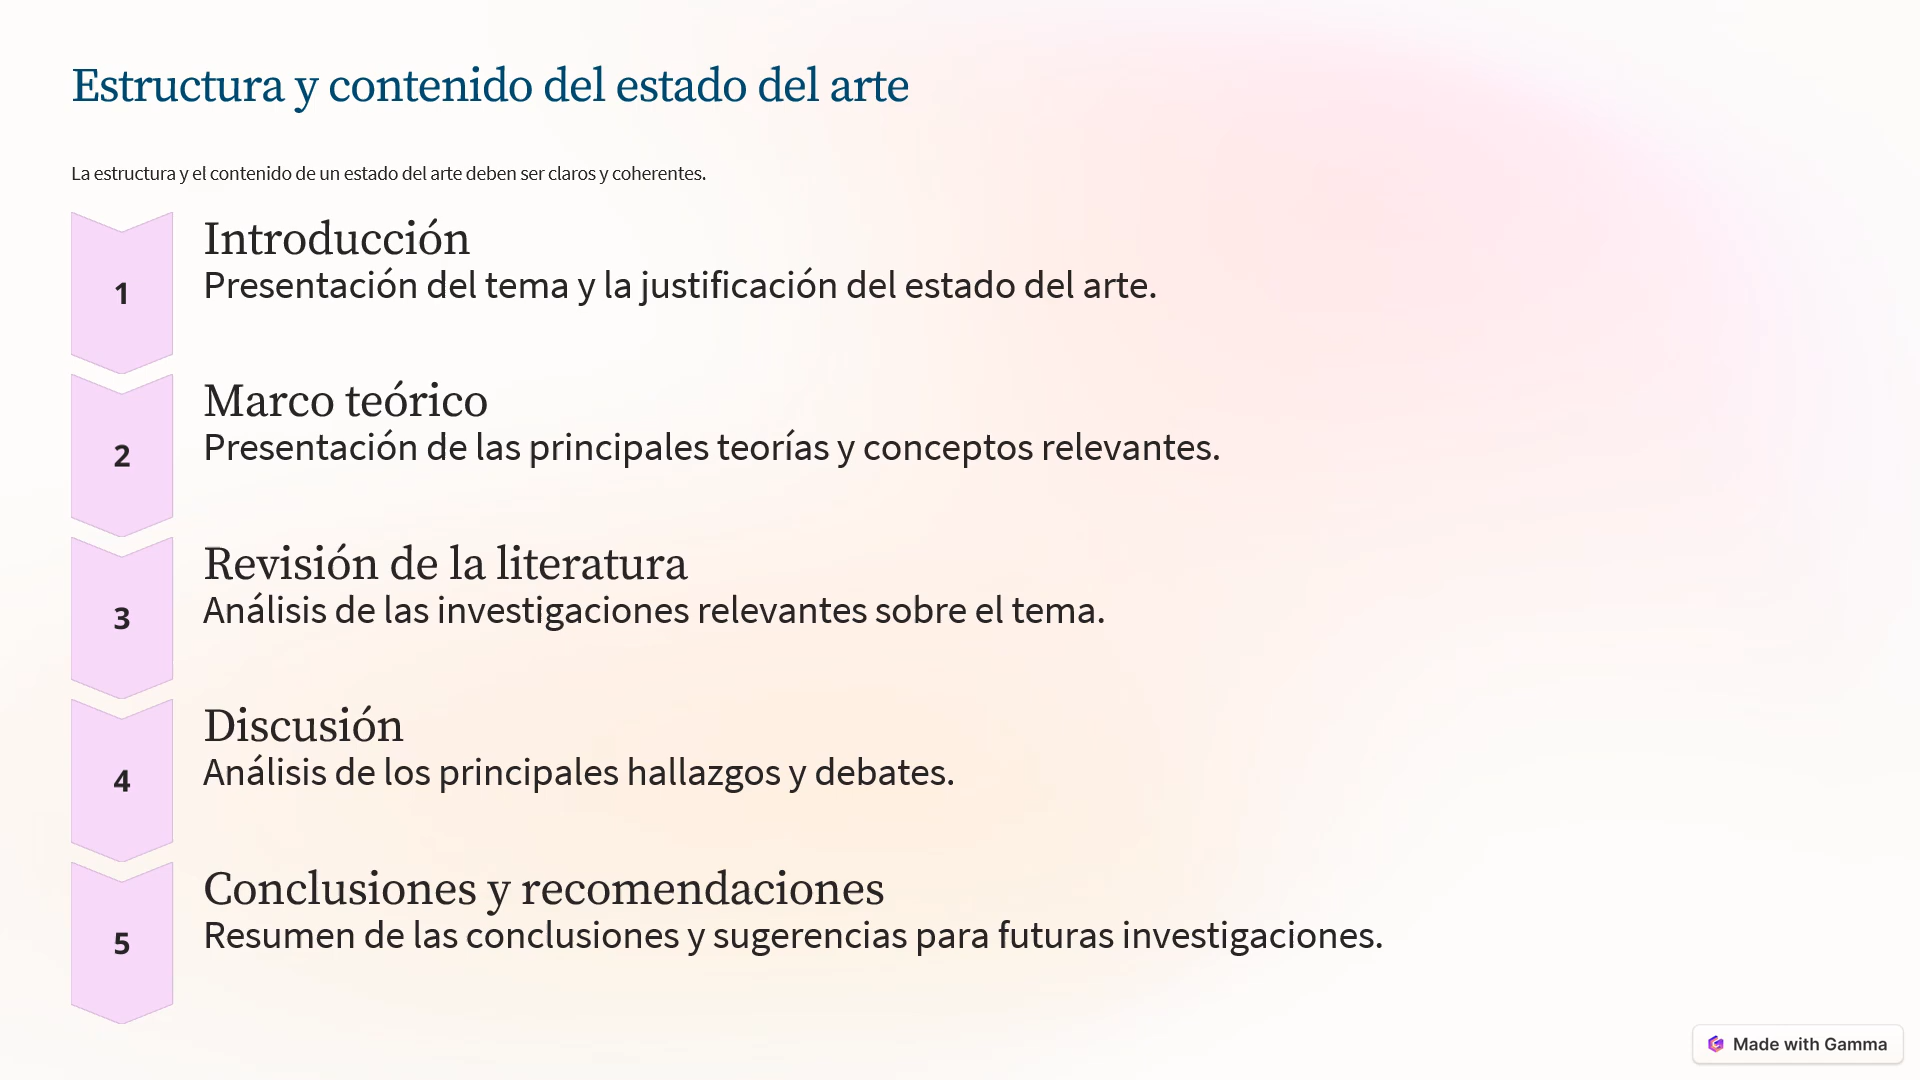 Estructura y contenido del estado del arte
La estructura y el contenido de un estado del arte deben ser claros y coherentes.
1
Introducción
Presentación del tema y la justificación del estado del arte.
2
Marco teórico
Presentación de las principales teorías y conceptos relevantes.
3
Revisión de la literatura
Análisis de las investigaciones relevantes sobre el tema.
4
Discusión
Análisis de los principales hallazgos y debates.
5
Conclusiones y recomendaciones
Resumen de las conclusiones y sugerencias para futuras investigaciones.
Made with Gamma